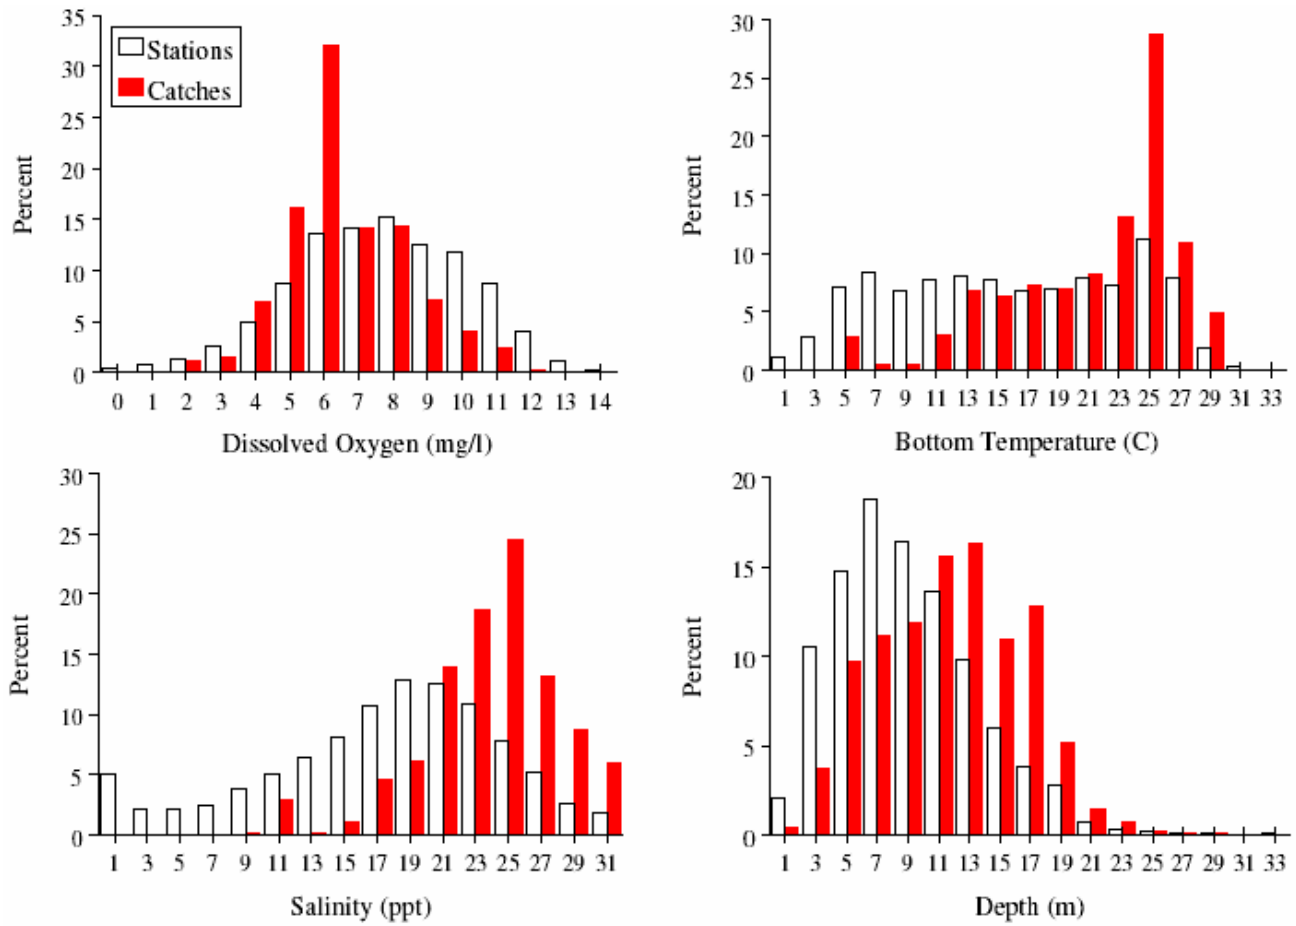 35
30
25
20
15
10
5
0
Percent
Stations
Catches
0 1 2 3 4 5 6 7 8 9 10 11 12 13 14
Dissolved Oxygen (mg/l)
30
25
20
15
10
5
0
Percent
1 3 5 7 9 11 13 15 17 19 21 23 25 27 29 31 33
Bottom Temperature (C)
30
25
20
15
10
5
0
Percent
1 3 5 7 9 11 13 15 17 19 21 23 25 27 29 31
Salinity (ppt)
20
15
10
5
0
Percent
1 3 5 7 9 11 13 15 17 19 21 23 25 27 29 31 33
Depth (m)